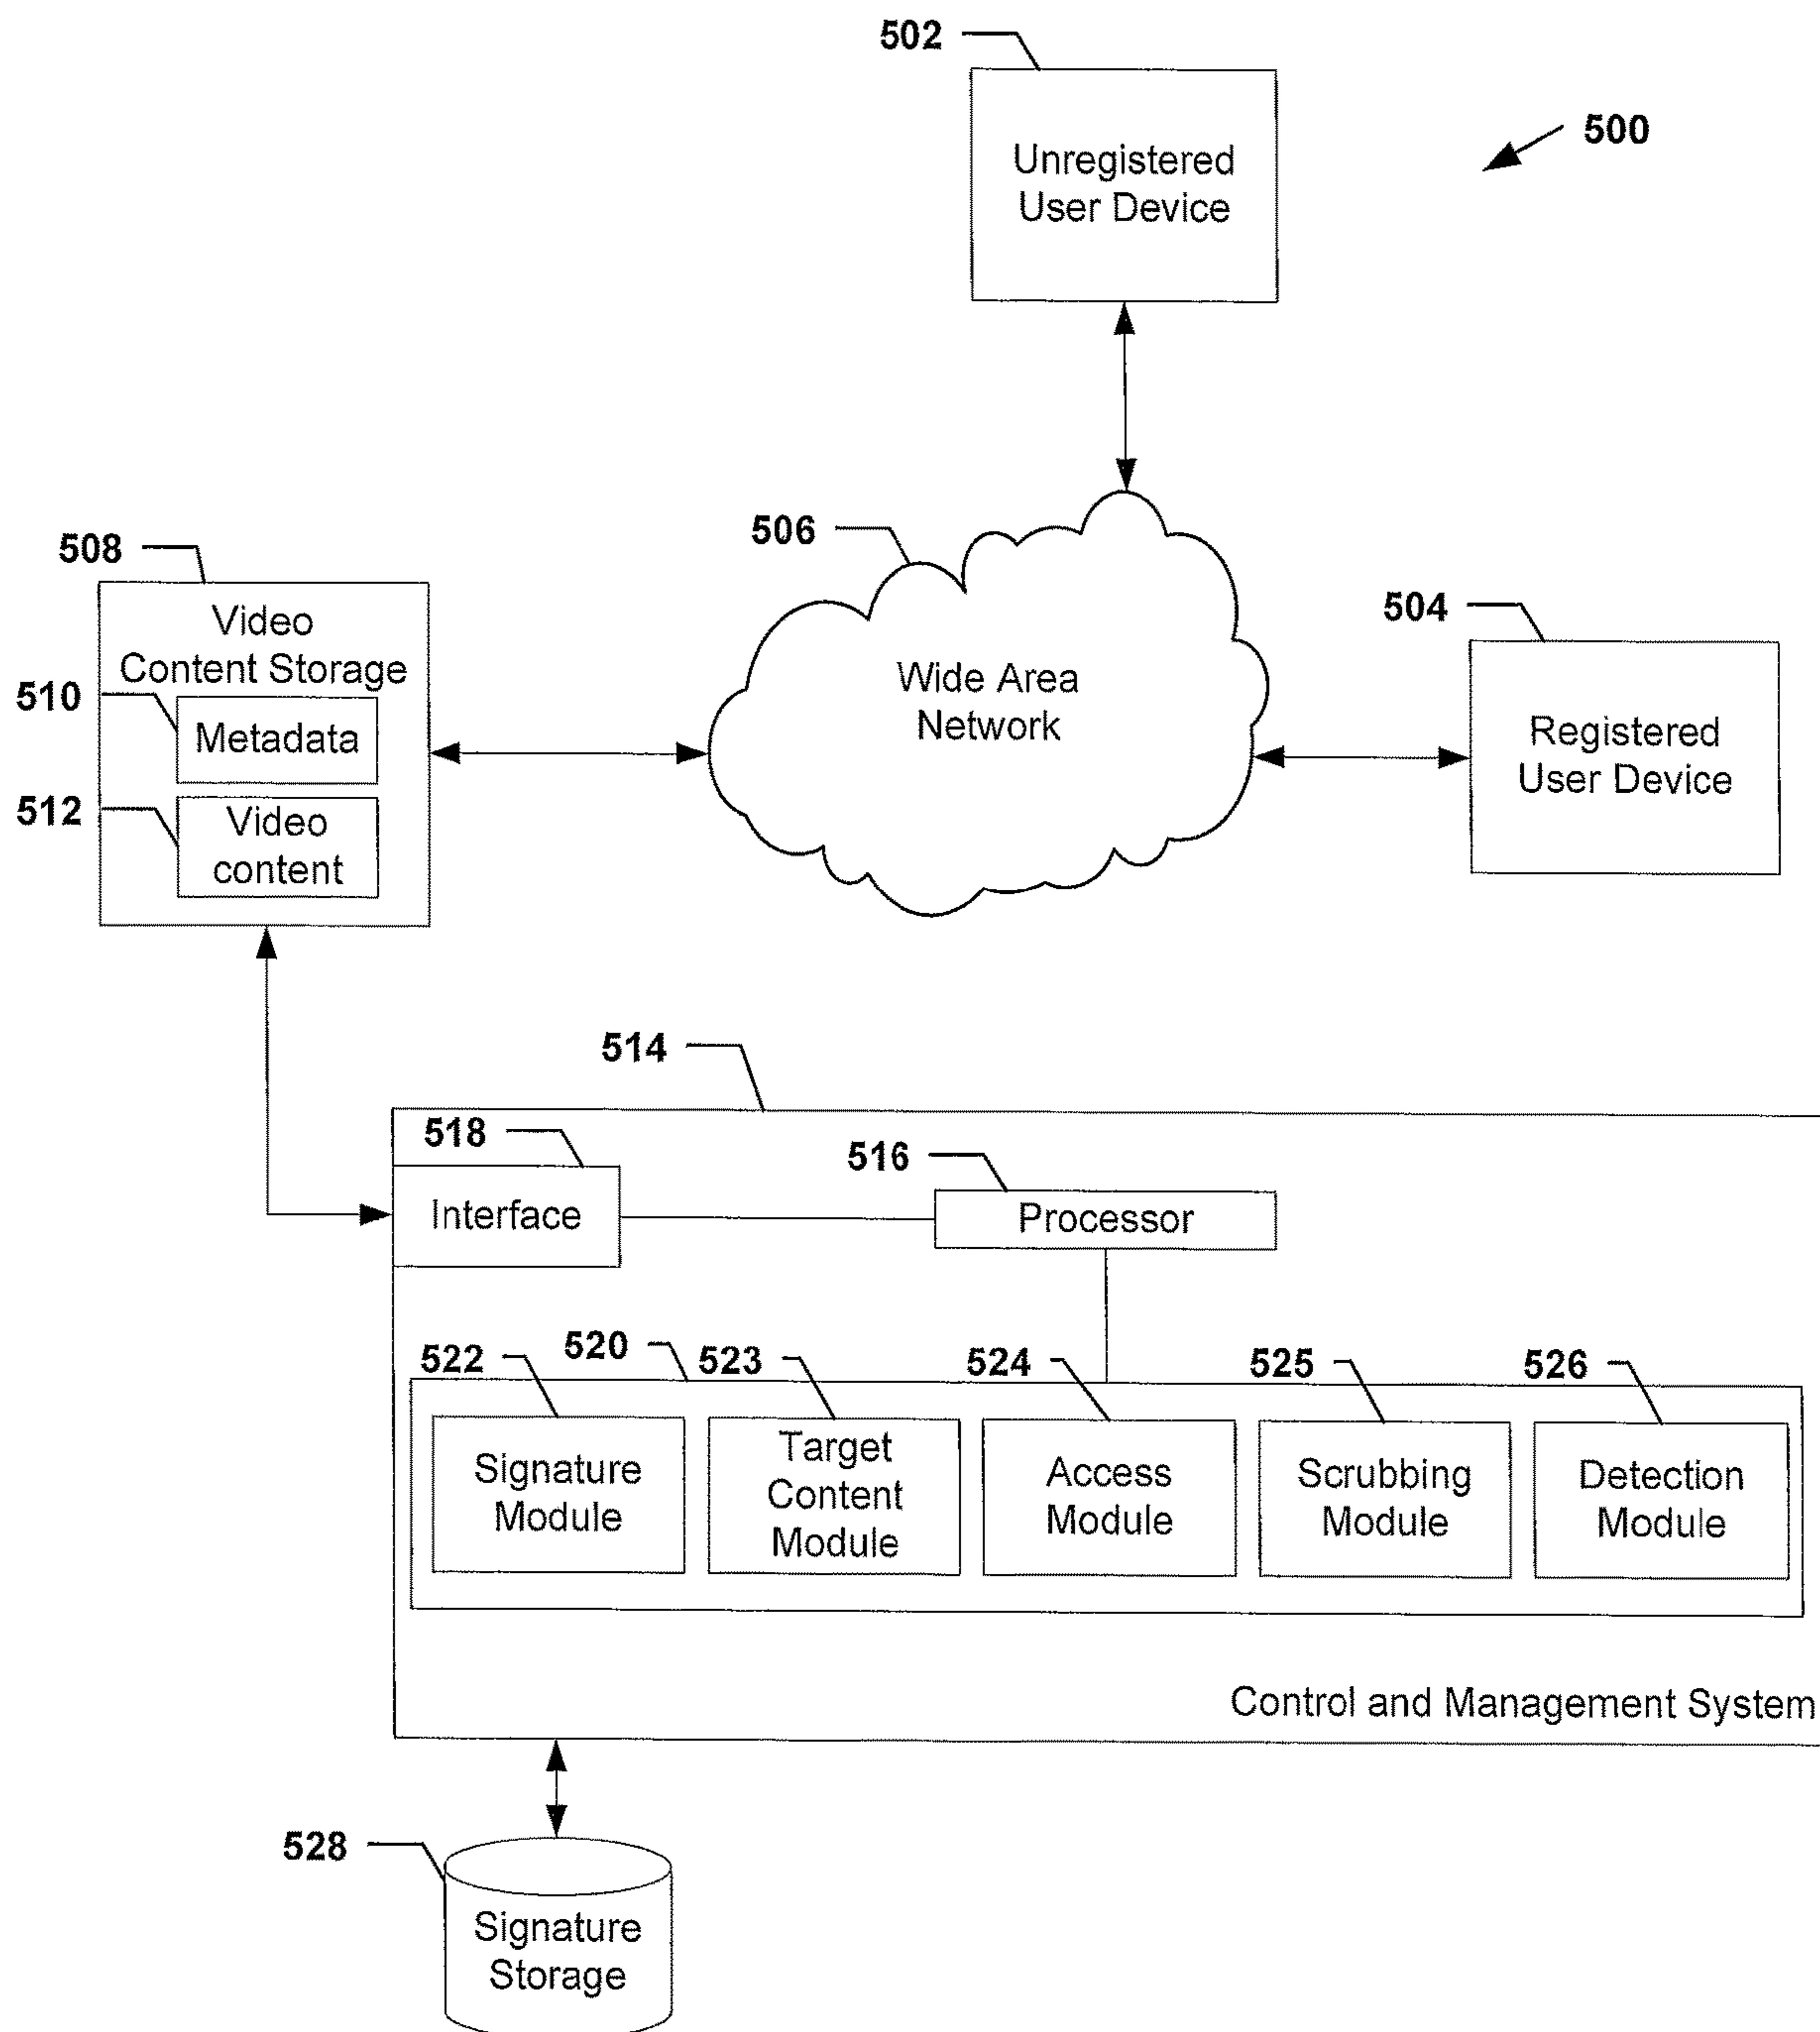 502
500
Unregistered
User Device
506
508
504
Video
Content Storage
510
Metadata
512
Video
content
Wide Area
Network
Registered
User Device
514
518
516
Interface
Processor
522
520
523
524
525
526
Signature
Module
Target
Content
Module
Access
Module
Scrubbing
Module
Detection
Module
Control and Management System
528
Signature
Storage